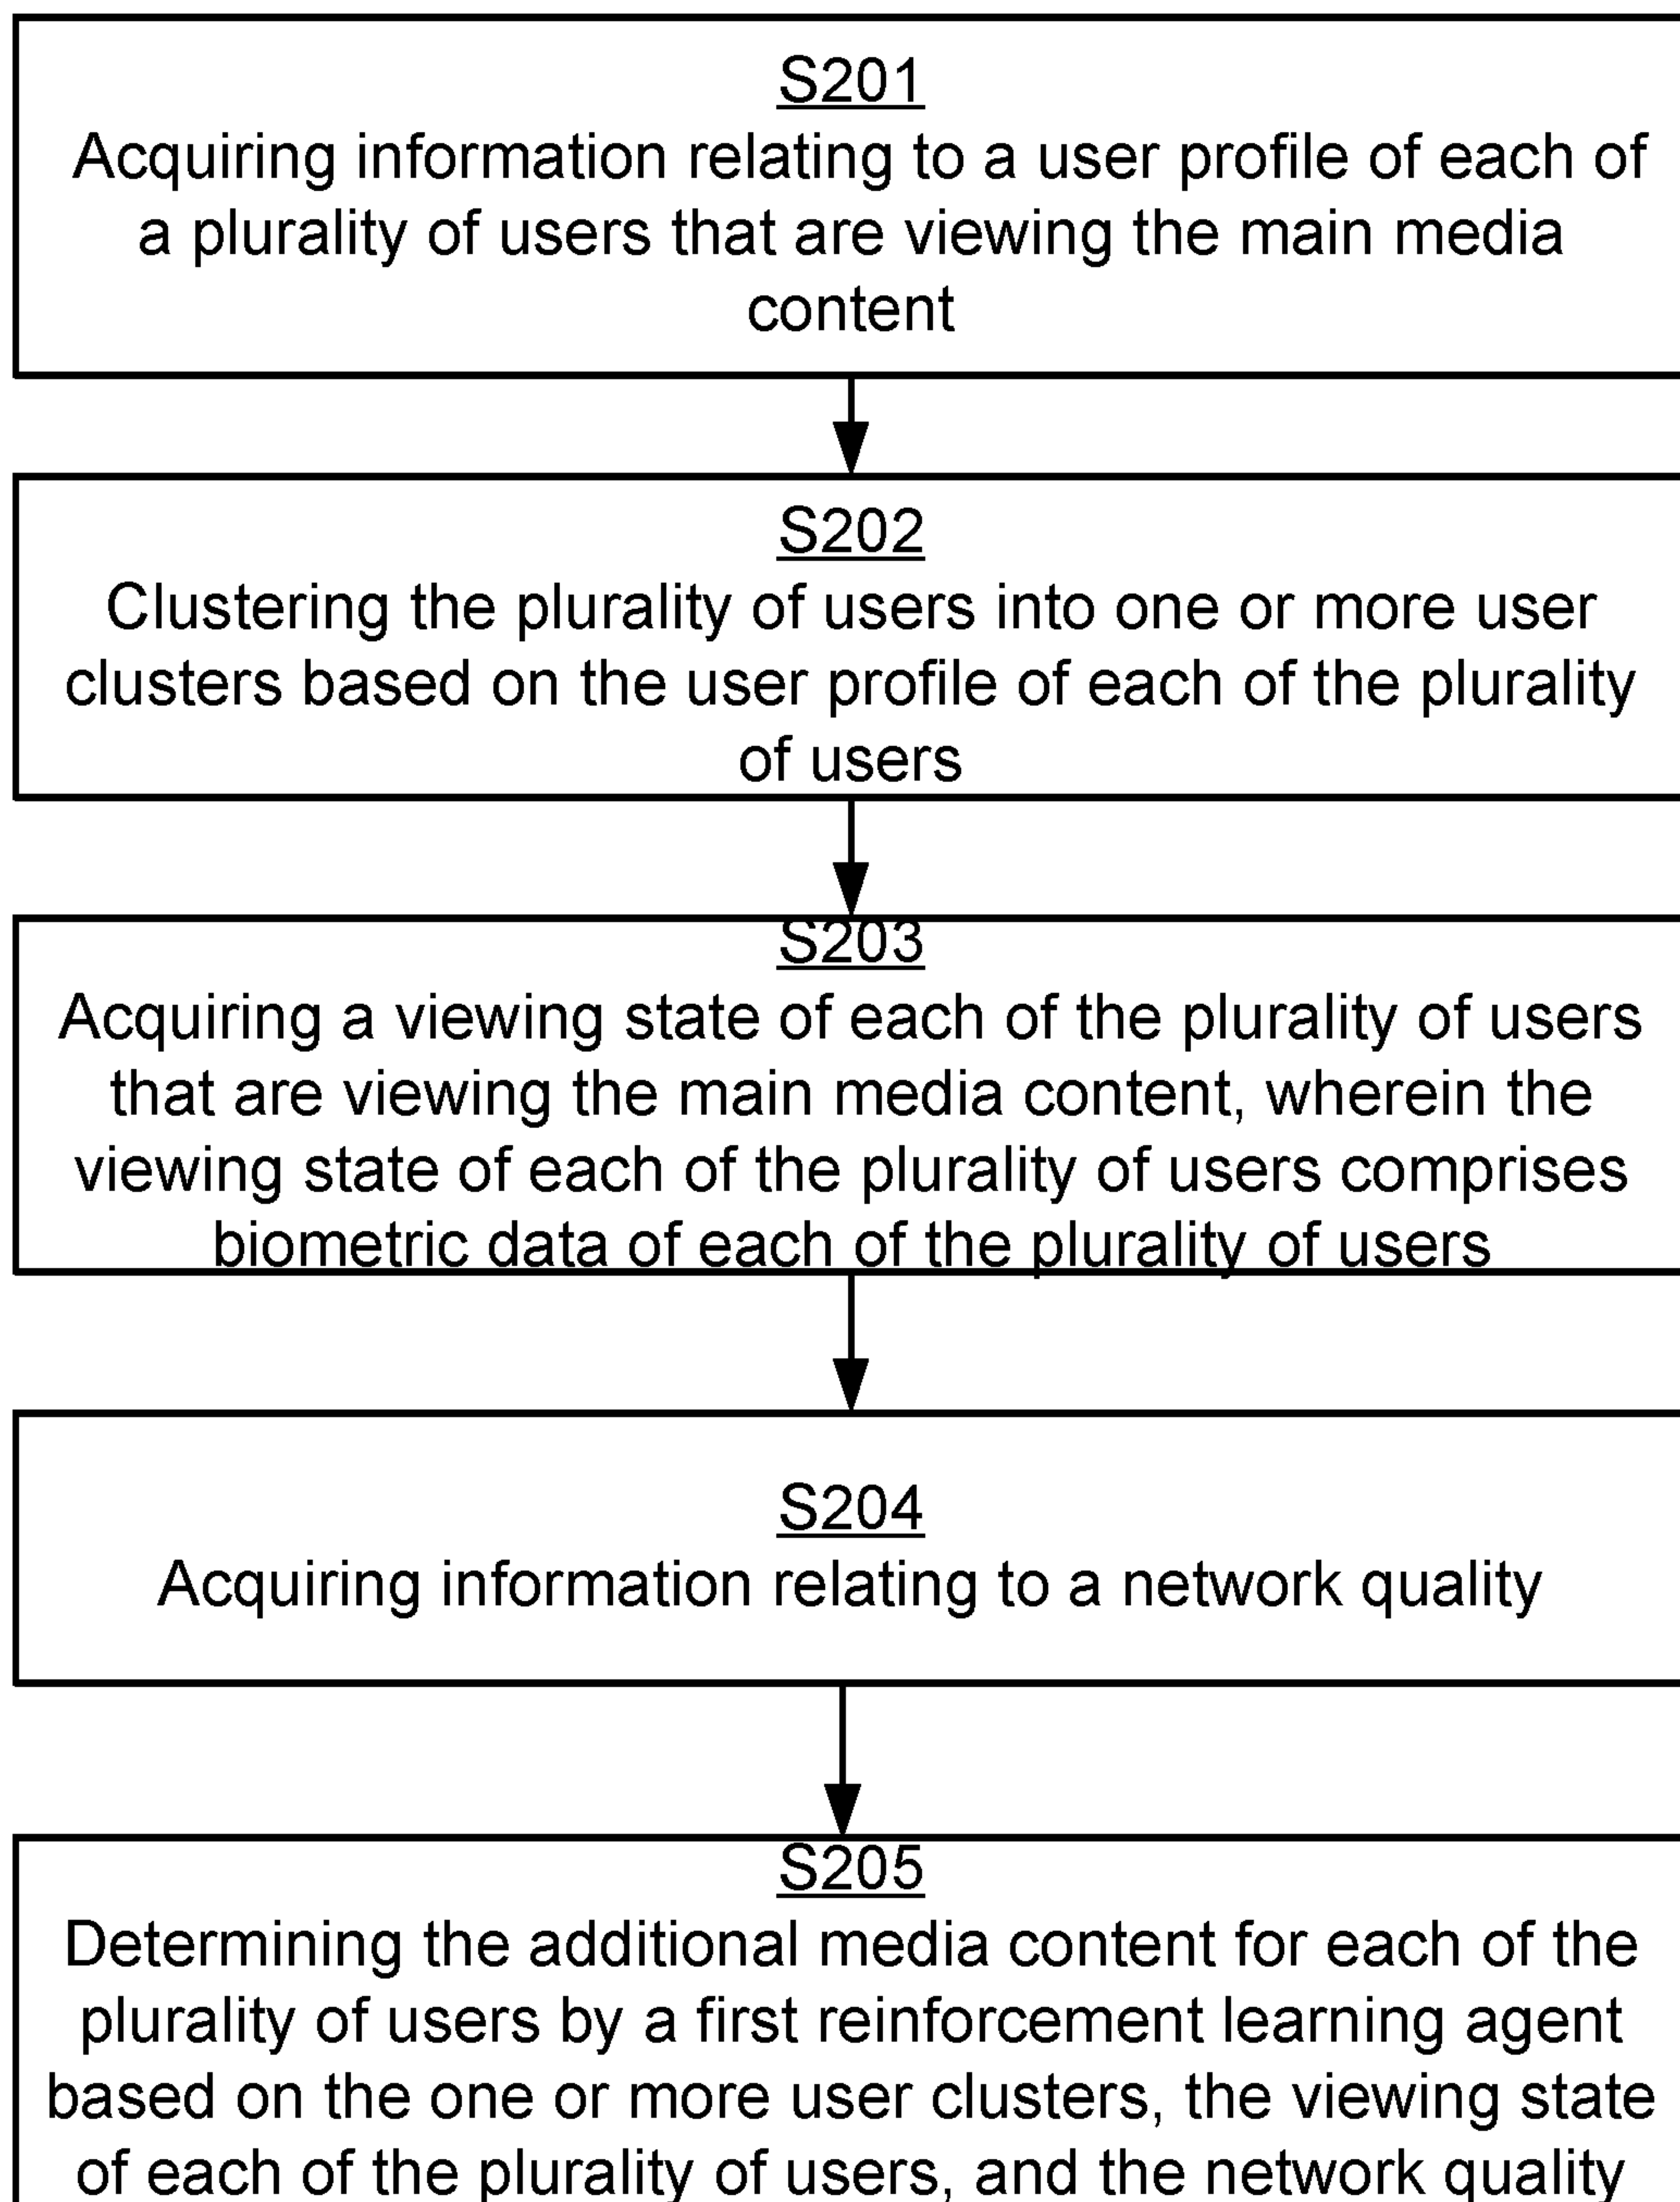 S201
Acquiring information relating to a user profile of each of
a plurality of users that are viewing the main media
content
S202
Clustering the plurality of users into one or more user
clusters based on the user profile of each of the plurality
of users
S203
Acquiring a viewing state of each of the plurality of users
that are viewing the main media content, wherein the
viewing state of each of the plurality of users comprises
biometric data of each of the plurality of users
S204
Acquiring information relating to a network quality
S205
Determining the additional media content for each of the
plurality of users by a first reinforcement learning agent
based on the one or more user clusters, the viewing state
of each of the plurality of users, and the network quality